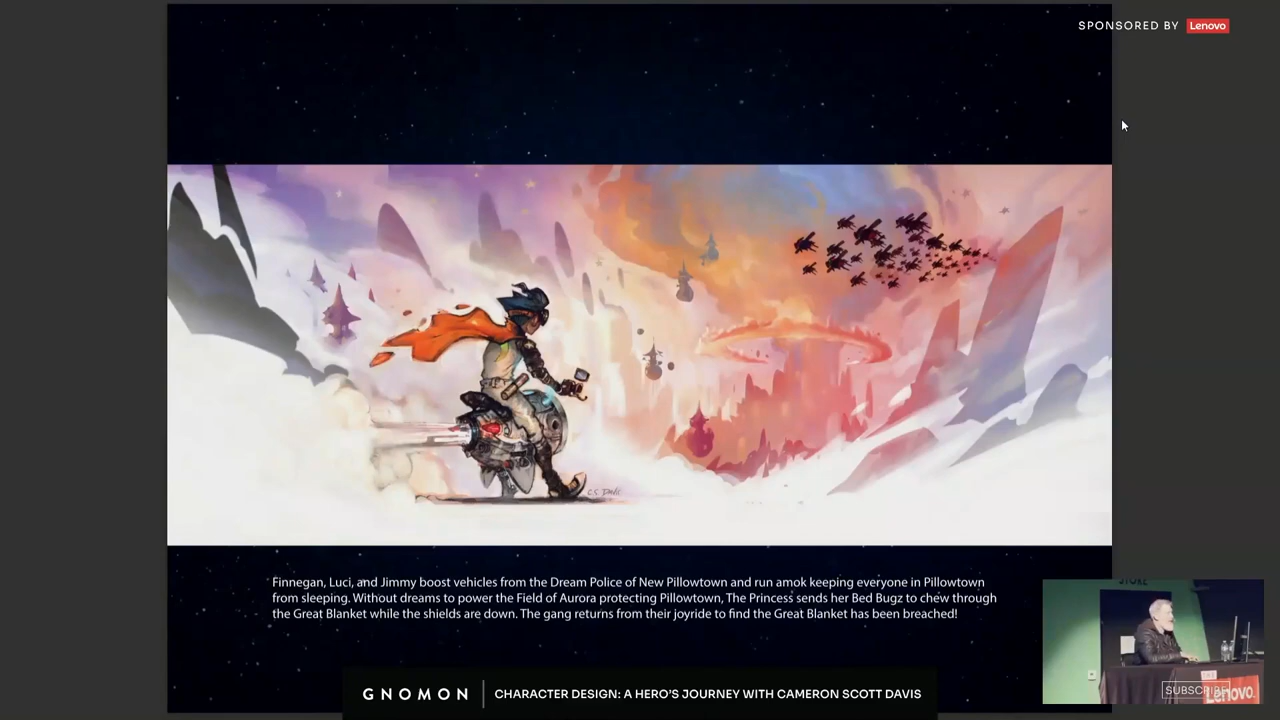 SPONSORED BY Lenovo
C.S. DAVIS
Finnegan, Luci, and Jimmy boost vehicles from the Dream Police of New Pillowtown and run amok keeping everyone in Pillowtown
from sleeping. Without dreams to power the Field of Aurora protecting Pillowtown, The Princess sends her Bed Bugz to chew through
the Great Blanket while the shields are down. The gang returns from their joyride to find the Great Blanket has been breached!
SUBSCRIBE
Lenovo
GNOMON CHARACTER DESIGN: A HERO'S JOURNEY WITH CAMERON SCOTT DAVIS